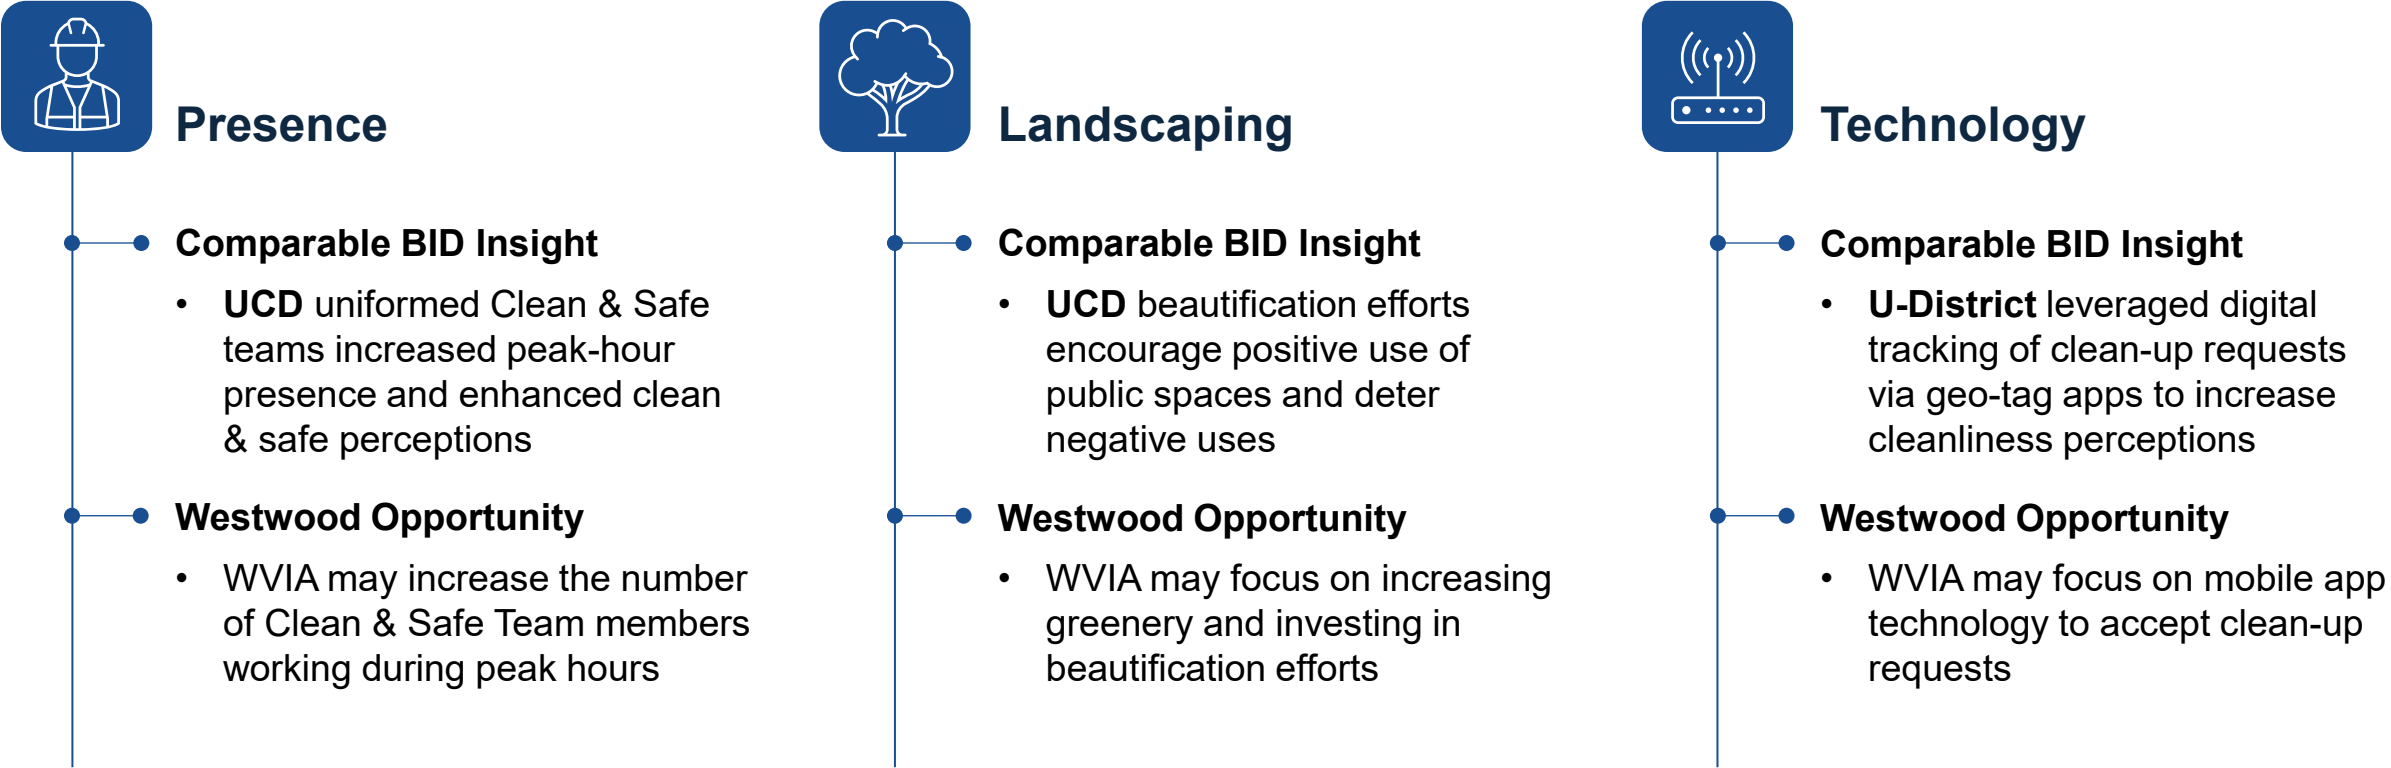 Presence
Comparable BID Insight
• UCD uniformed Clean & Safe
teams increased peak-hour
presence and enhanced clean
& safe perceptions
Westwood Opportunity
• WVIA may increase the number
of Clean & Safe Team members
working during peak hours
Landscaping
Comparable BID Insight
• UCD beautification efforts
encourage positive use of
public spaces and deter
negative uses
Westwood Opportunity
• WVIA may focus on increasing
greenery and investing in
beautification efforts
Technology
Comparable BID Insight
• U-District leveraged digital
tracking of clean-up requests
via geo-tag apps to increase
cleanliness perceptions
Westwood Opportunity
• WVIA may focus on mobile app
technology to accept clean-up
requests